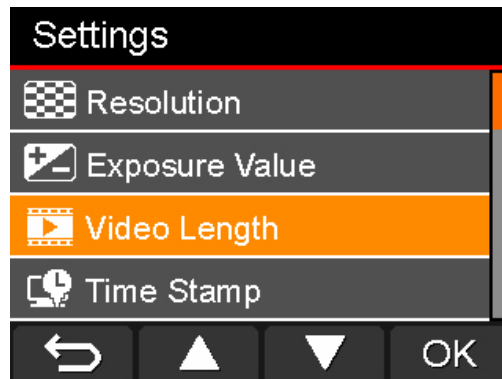 Settings
Resolution
Exposure Value
Video Length
Time Stamp
OK